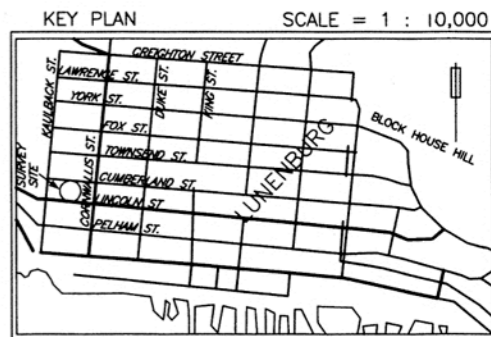 KEY PLAN SCALE = 1 : 10,000
CREIGHTON STREET
LAWRENCE ST.
YORK ST.
FOX ST.
TOWNSEND ST.
CUMBERLAND ST.
LINCOLN ST
PELHAM ST.
KAULBACK ST.
CORNWALLIS ST.
DUKE ST.
KING ST.
SURVEY
SITE
LUNENBURG
BLOCK HOUSE HILL